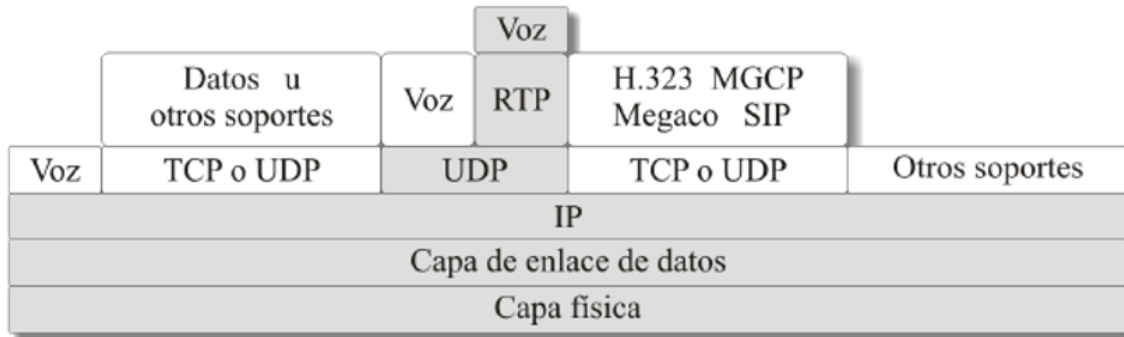 Voz
Datos u
otros soportes
Voz
RTP
H.323 MGCP
Megaco SIP
Voz
TCP o UDP
UDP
TCP o UDP
Otros soportes
IP
Capa de enlace de datos
Capa física